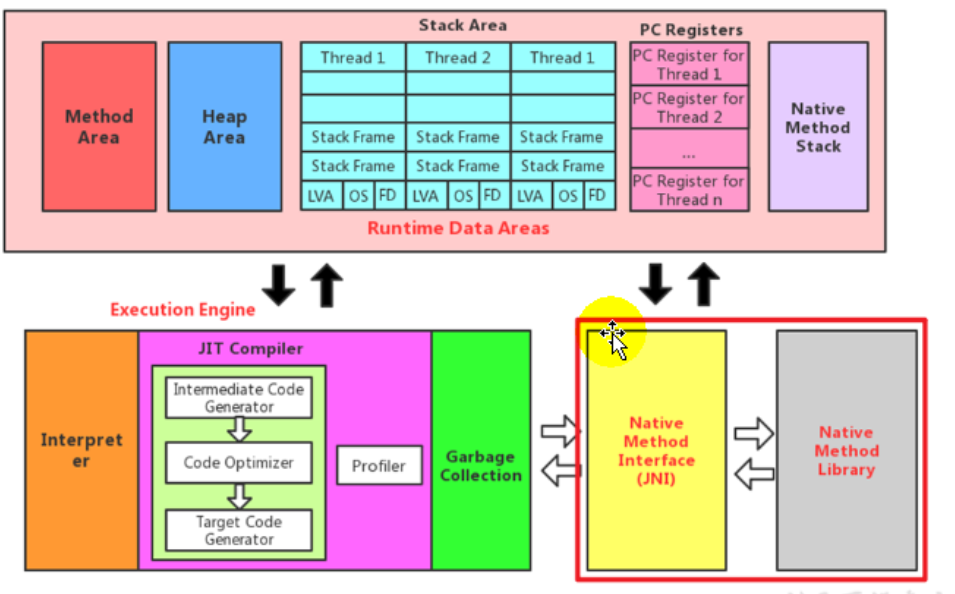 Stack Area
PC Registers
Method
Area
Heap
Area
Thread 1
Thread 2
Thread 1
Stack Frame
Stack Frame
Stack Frame
Stack Frame
Stack Frame
Stack Frame
LVA
OS
FD
LVA
OS
FD
LVA
OS
FD
PC Register for
Thread 1
PC Register for
Thread 2
...
PC Register for
Thread n
Native
Method
Stack
Runtime Data Areas
Execution Engine
Interpret
er
JIT Compiler
Intermediate Code
Generator
Code Optimizer
Target Code
Generator
Profiler
Garbage
Collection
Native
Method
Interface
(JNI)
Native
Method
Library